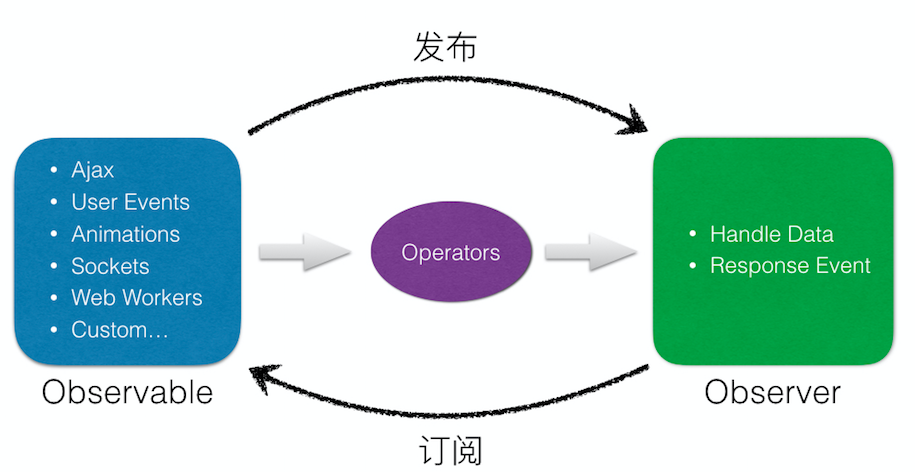 发布
• Ajax
• User Events
• Animations
• Sockets
• Web Workers
• Custom...
Operators
• Handle Data
• Response Event
Observable
Observer
订阅